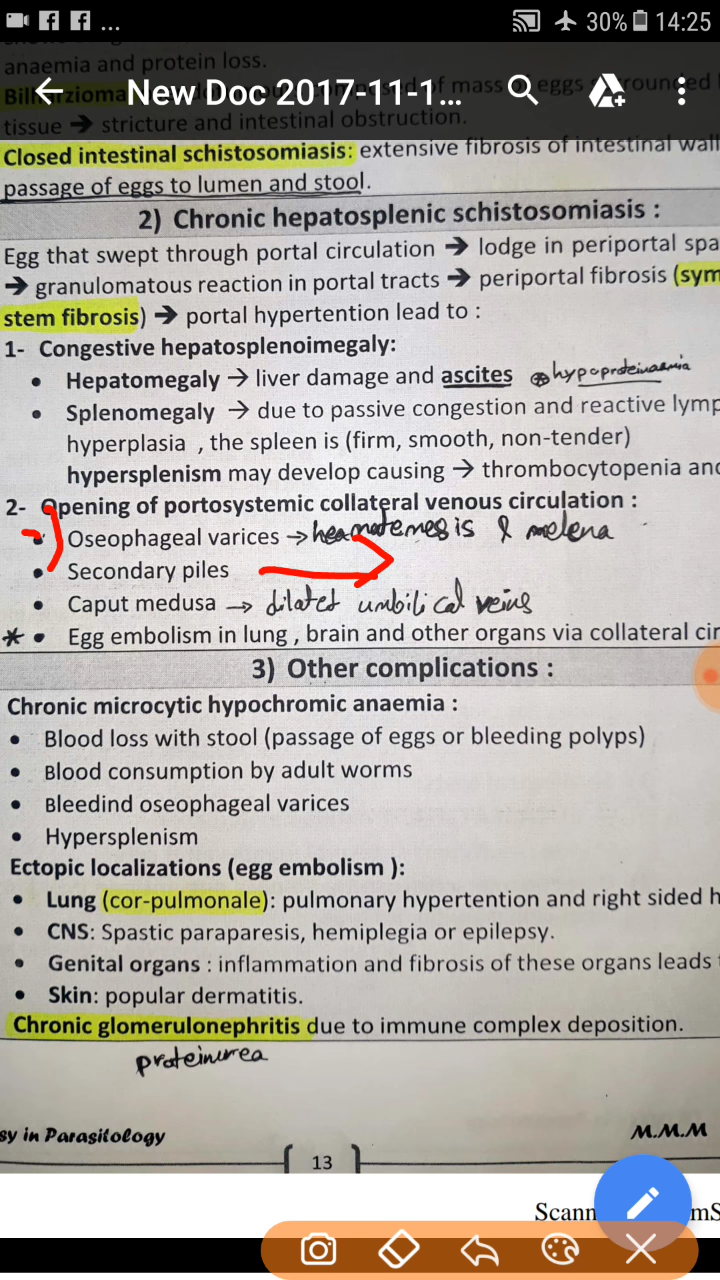 ... 30% 14:25
anaemia and protein loss.
Bilharzioma of mass eggs rounded
New Doc 2017-11-1...
tissue → stricture and intestinal obstruction.
Closed intestinal schistosomiasis: extensive fibrosis of intestinal wall
passage of eggs to lumen and stool.
2) Chronic hepatosplenic schistosomiasis :
Egg that swept through portal circulation → lodge in periportal spa
→ granulomatous reaction in portal tracts → periportal fibrosis (sym
stem fibrosis) → portal hypertention lead to :
1- Congestive hepatosplenoimegaly:
• Hepatomegaly → liver damage and ascites hypoproteinaemia
• Splenomegaly → due to passive congestion and reactive lymp
hyperplasia , the spleen is (firm, smooth, non-tender)
hypersplenism may develop causing → thrombocytopenia and
2- Opening of portosystemic collateral venous circulation :
• Oseophageal varices → heamatemesis & melena
• Secondary piles
• Caput medusa → dilated umbilical veins
* • Egg embolism in lung , brain and other organs via collateral cir
3) Other complications :
Chronic microcytic hypochromic anaemia :
• Blood loss with stool (passage of eggs or bleeding polyps)
• Blood consumption by adult worms
• Bleedind oseophageal varices
• Hypersplenism
Ectopic localizations (egg embolism ):
• Lung (cor-pulmonale): pulmonary hypertention and right sided h
• CNS: Spastic paraparesis, hemiplegia or epilepsy.
• Genital organs : inflammation and fibrosis of these organs leads
• Skin: popular dermatitis.
Chronic glomerulonephritis due to immune complex deposition.
proteinurea
sy in Parasitology
M.M.M
13
Scann mS